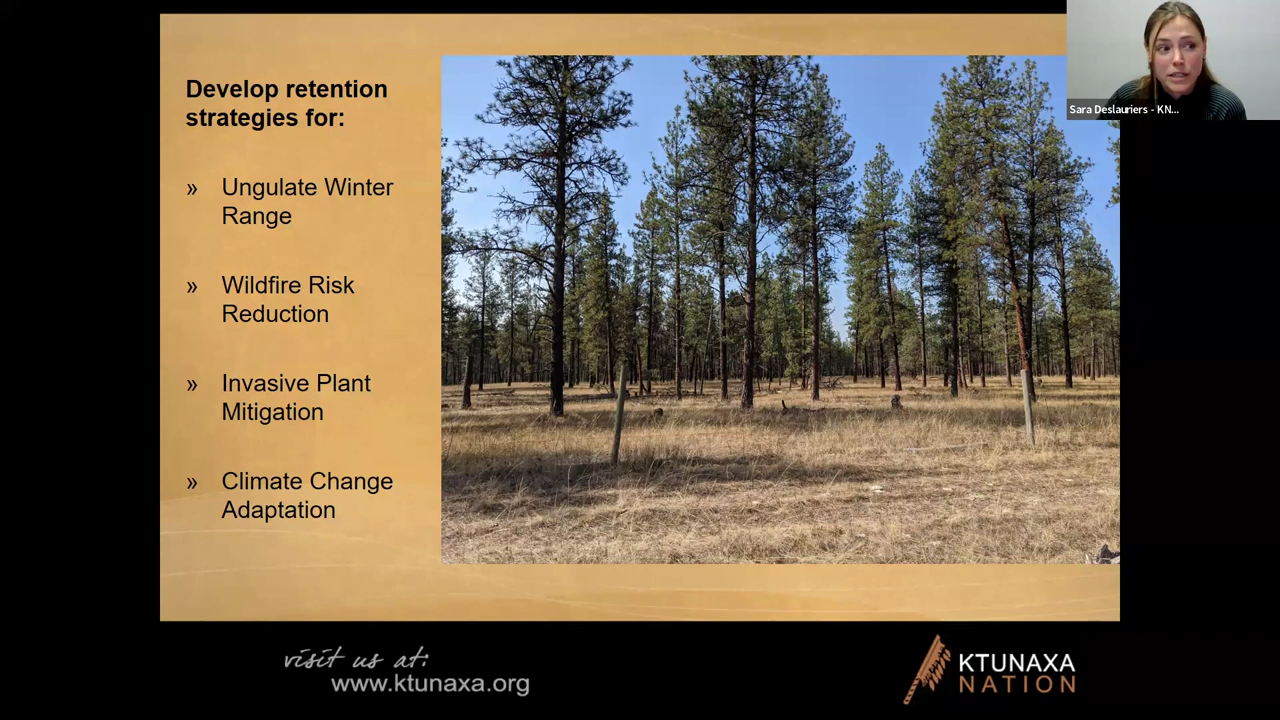 Develop retention
strategies for:
» Ungulate Winter
Range
» Wildfire Risk
Reduction
» Invasive Plant
Mitigation
» Climate Change
Adaptation
Sara Deslauriers - KN...
visit us at:
www.ktunaxa.org
KTUNAXA
NATION